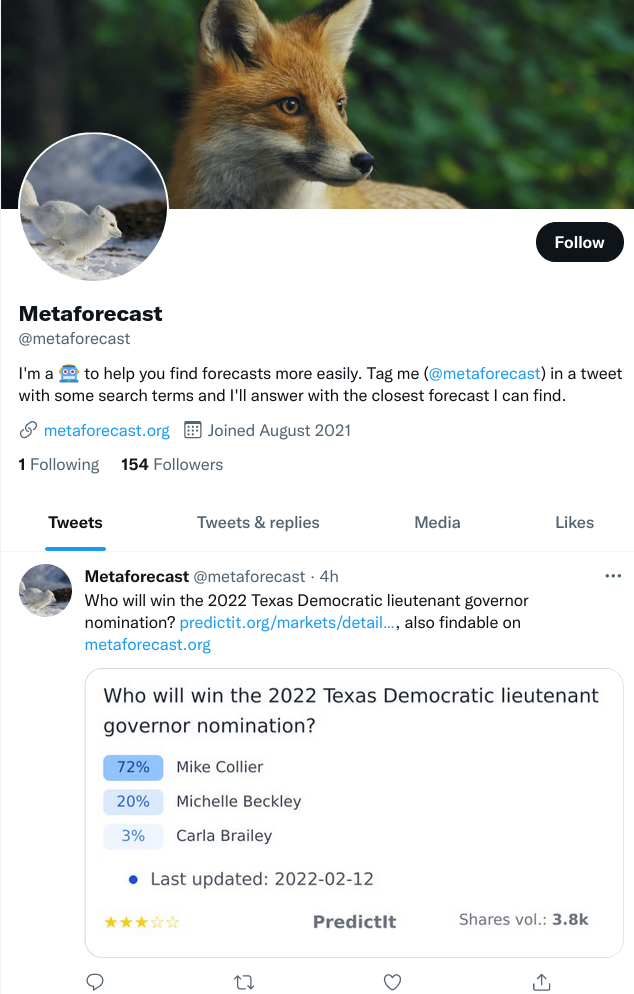 Follow
Metaforecast
@metaforecast
I'm a 🤖 to help you find forecasts more easily. Tag me (@metaforecast) in a tweet
with some search terms and I'll answer with the closest forecast I can find.
metaforecast.org Joined August 2021
1 Following 154 Followers
Tweets Tweets & replies Media Likes
Metaforecast @metaforecast · 4h
Who will win the 2022 Texas Democratic lieutenant governor
nomination? predictit.org/markets/detail…, also findable on
metaforecast.org
Who will win the 2022 Texas Democratic lieutenant
governor nomination?
72% Mike Collier
20% Michelle Beckley
3% Carla Brailey
• Last updated: 2022-02-12
★★★☆☆ PredictIt Shares vol.: 3.8k